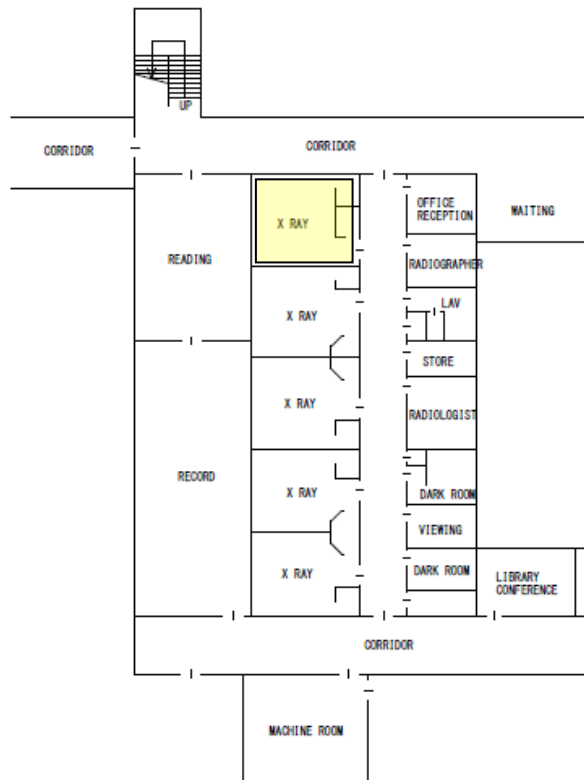 UP
CORRIDOR
CORRIDOR
OFFICE
RECEPTION
WAITING
X RAY
READING
RADIOGRAPHER
LAV
X RAY
STORE
X RAY
RADIOLOGIST
RECORD
X RAY
DARK ROOM
VIEWING
X RAY
DARK ROOM
LIBRARY
CONFERENCE
CORRIDOR
MACHINE ROOM